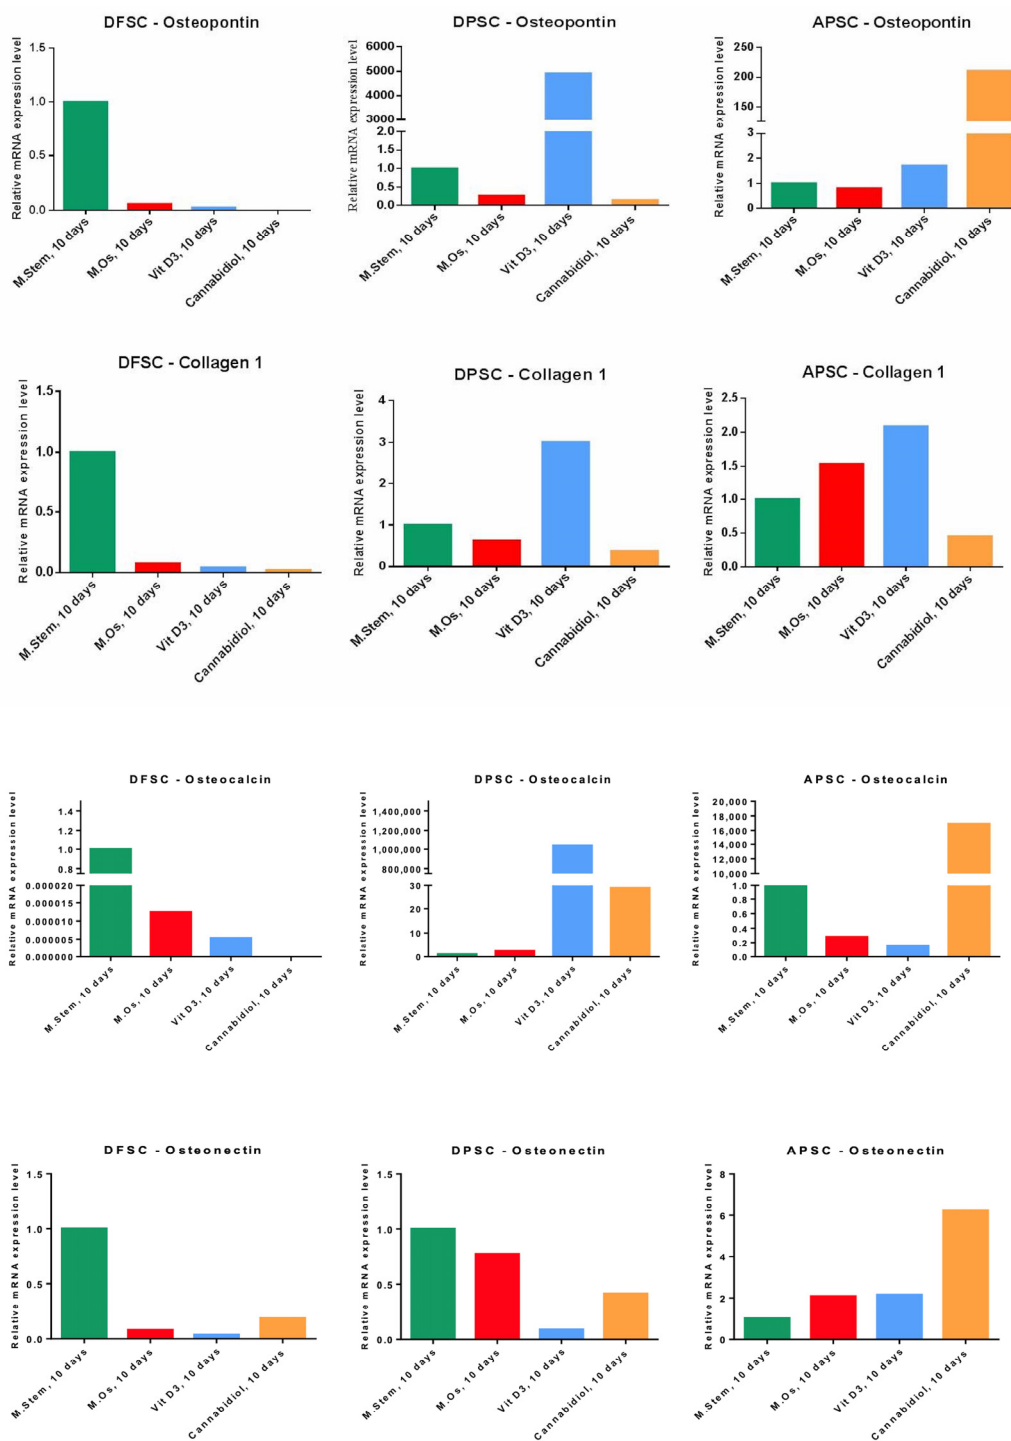 DFSC - Osteopontin
Relative mRNA expression level
1.5
1.0
0.5
0.0
M.Stem, 10 days
M.Os, 10 days
Vit D3, 10 days
Cannabidiol, 10 days
DPSC - Osteopontin
Relative mRNA expression level
6000
5000
4000
3000
2.0
1.5
1.0
0.5
0.0
M.Stem, 10 days
M.Os, 10 days
Vit D3, 10 days
Cannabidiol, 10 days
APSC - Osteopontin
Relative mRNA expression level
250
200
150
3
2
1
0
M.Stem, 10 days
M.Os, 10 days
Vit D3, 10 days
Cannabidiol, 10 days
DFSC - Collagen 1
Relative mRNA expression level
1.5
1.0
0.5
0.0
M.Stem, 10 days
M.Os, 10 days
Vit D3, 10 days
Cannabidiol, 10 days
DPSC - Collagen 1
Relative mRNA expression level
4
3
2
1
0
M.Stem, 10 days
M.Os, 10 days
Vit D3, 10 days
Cannabidiol, 10 days
APSC - Collagen 1
Relative mRNA expression level
2.5
2.0
1.5
1.0
0.5
0.0
M.Stem, 10 days
M.Os, 10 days
Vit D3, 10 days
Cannabidiol, 10 days
DFSC - Osteocalcin
Relative mRNA expression level
1.4
1.2
1.0
0.8
0.000020
0.000015
0.000010
0.000005
0.000000
M.Stem, 10 days
M.Os, 10 days
Vit D3, 10 days
Cannabidiol, 10 days
DPSC - Osteocalcin
Relative mRNA expression level
1,400,000
1,200,000
1,000,000
800,000
30
20
10
0
M.Stem, 10 days
M.Os, 10 days
Vit D3, 10 days
Cannabidiol, 10 days
APSC - Osteocalcin
Relative mRNA expression level
20,000
18,000
16,000
14,000
12,000
10,000
1.0
0.8
0.6
0.4
0.2
0.0
M.Stem, 10 days
M.Os, 10 days
Vit D3, 10 days
Cannabidiol, 10 days
DFSC - Osteonectin
Relative mRNA expression level
1.5
1.0
0.5
0.0
M.Stem, 10 days
M.Os, 10 days
Vit D3, 10 days
Cannabidiol, 10 days
DPSC - Osteonectin
Relative mRNA expression level
1.5
1.0
0.5
0.0
M.Stem, 10 days
M.Os, 10 days
Vit D3, 10 days
Cannabidiol, 10 days
APSC - Osteonectin
Relative mRNA expression level
8
6
4
2
0
M.Stem, 10 days
M.Os, 10 days
Vit D3, 10 days
Cannabidiol, 10 days